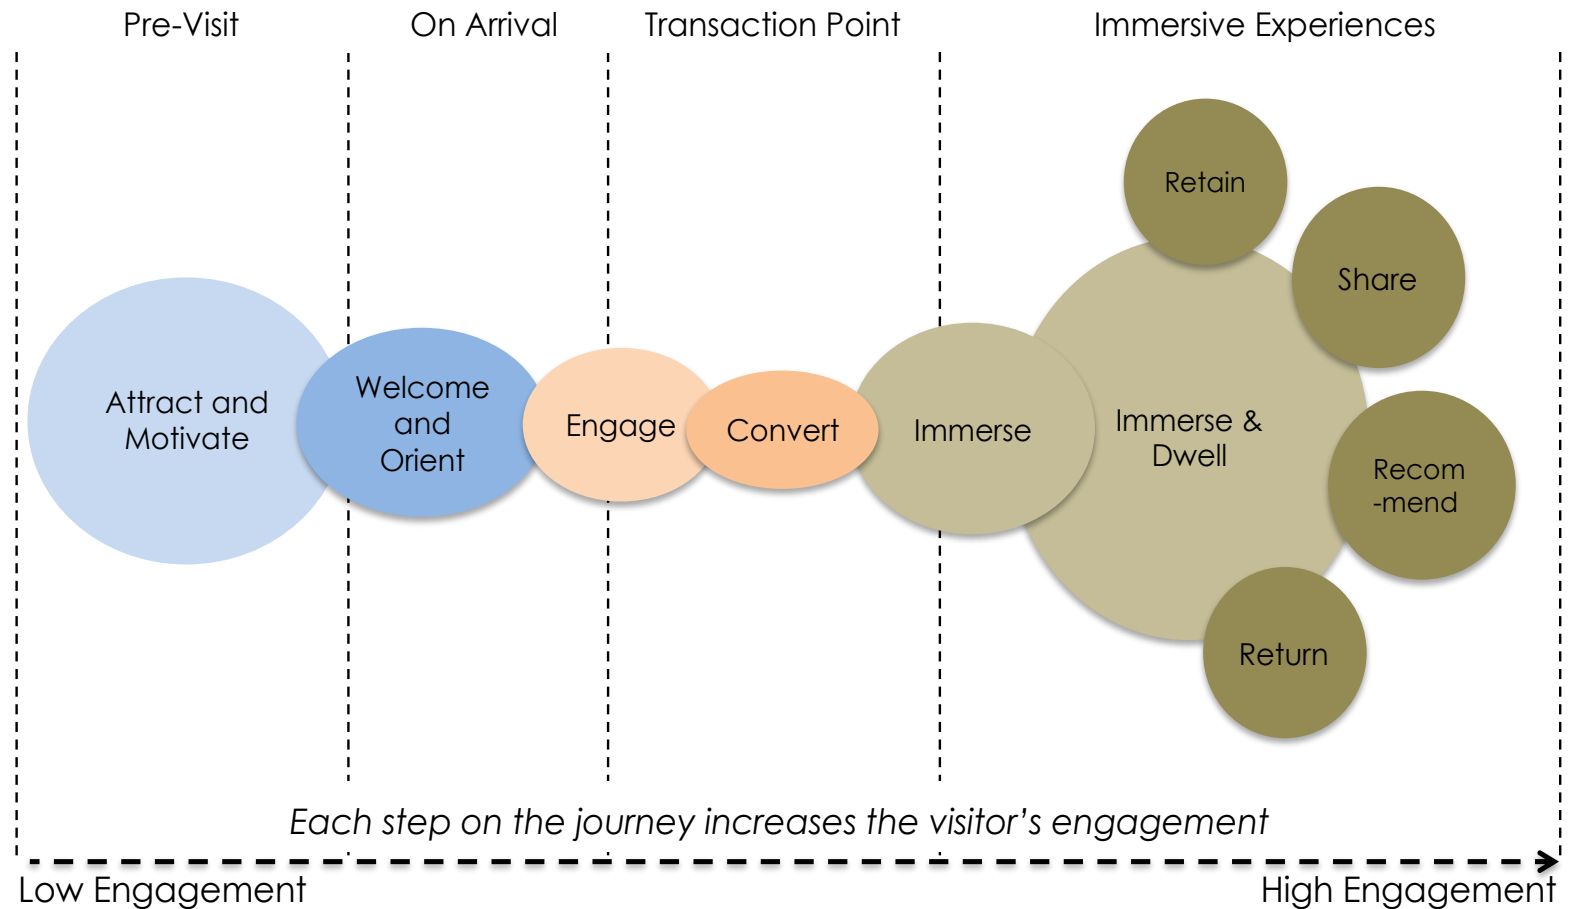 Pre-Visit
On Arrival
Transaction Point
Immersive Experiences
Attract and
Motivate
Welcome
and
Orient
Engage
Convert
Immerse
Immerse &
Dwell
Retain
Share
Recom
-mend
Return
Each step on the journey increases the visitor's engagement
Low Engagement
High Engagement